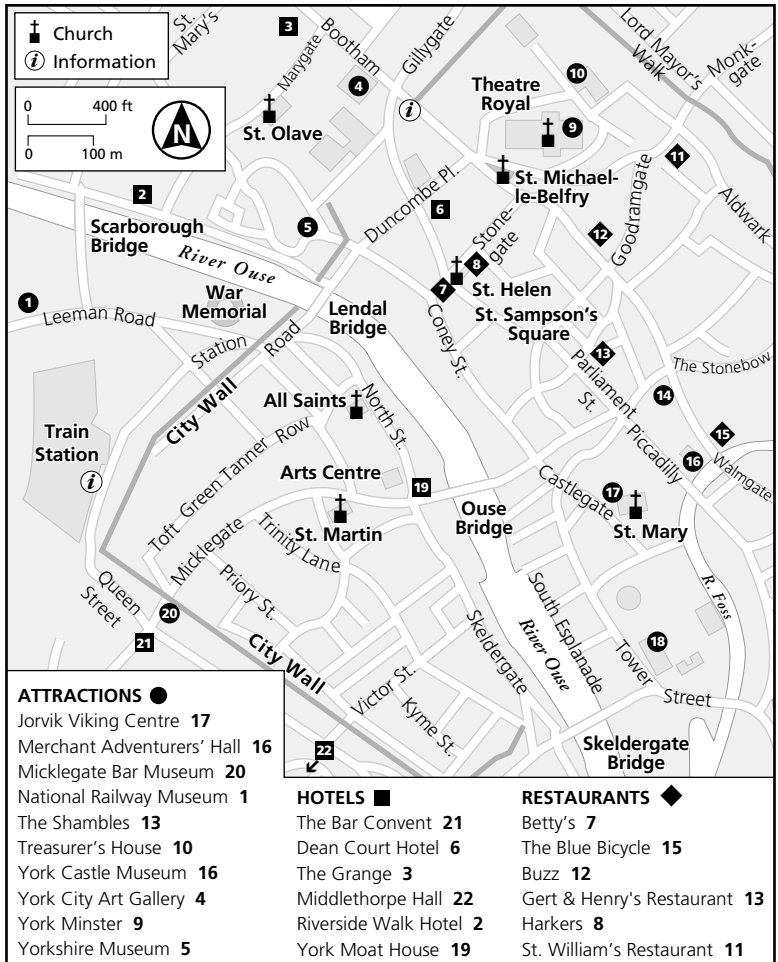 Church
i Information
0 400 ft
0 100 m
N
St. Mary's
3
Bootham
Marygate
4
Gillygate
i
St. Olave
Theatre
Royal
10
9
Lord Mayor's
Walk
Monk-
gate
11
Aldwark
Goodramgate
12
St. Michael-
le-Belfry
Duncombe Pl.
6
Stone-
gate
8
7
St. Helen
St. Sampson's
Square
2
Scarborough
Bridge
5
River Ouse
War
Memorial
1
Leeman Road
Station
Road
Lendal
Bridge
Coney St.
13
Parliament
St.
The Stonebow
14
15
16
Piccadilly
Walmgate
City Wall
Train
Station
i
All Saints
North St.
Toft Green Tanner Row
Arts Centre
19
Micklegate
St. Martin
Trinity Lane
Priory St.
Ouse
Bridge
Castlegate
17
St. Mary
R. Foss
Queen
Street
20
21
City Wall
Skeldergate
South Esplanade
River Ouse
Tower
Street
18
Victor St.
Kyme St.
22
Skeldergate
Bridge
ATTRACTIONS
Jorvik Viking Centre 17
Merchant Adventurers' Hall 16
Micklegate Bar Museum 20
National Railway Museum 1
The Shambles 13
Treasurer's House 10
York Castle Museum 16
York City Art Gallery 4
York Minster 9
Yorkshire Museum 5
HOTELS
The Bar Convent 21
Dean Court Hotel 6
The Grange 3
Middlethorpe Hall 22
Riverside Walk Hotel 2
York Moat House 19
RESTAURANTS
Betty's 7
The Blue Bicycle 15
Buzz 12
Gert & Henry's Restaurant 13
Harkers 8
St. William's Restaurant 11